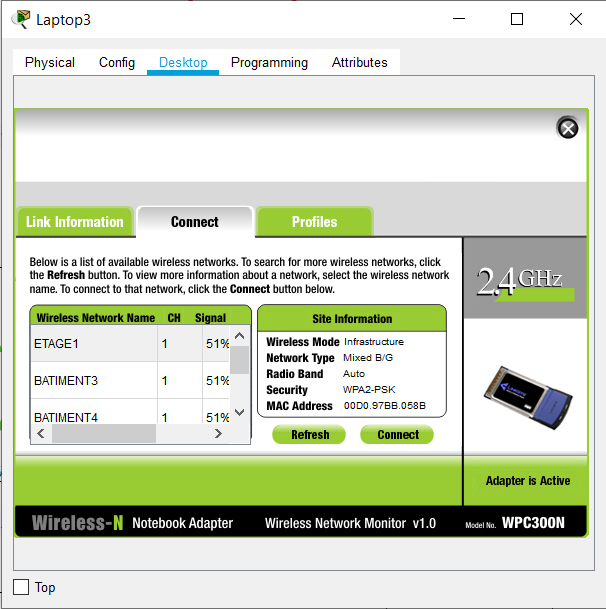 Laptop3
Physical Config Desktop Programming Attributes
Link Information Connect Profiles
Below is a list of available wireless networks. To search for more wireless networks, click
the Refresh button. To view more information about a network, select the wireless network
name. To connect to that network, click the Connect button below.
2.4GHz
Wireless Network Name CH Signal
ETAGE1 1 51%
BATIMENT3 1 51%
BATIMENT4 1 51%
Site Information
Wireless Mode Infrastructure
Network Type Mixed B/G
Radio Band Auto
Security WPA2-PSK
MAC Address 00D0.97BB.058B
Refresh Connect
Adapter is Active
Wireless-N Notebook Adapter Wireless Network Monitor v1.0 Model No. WPC300N
Top